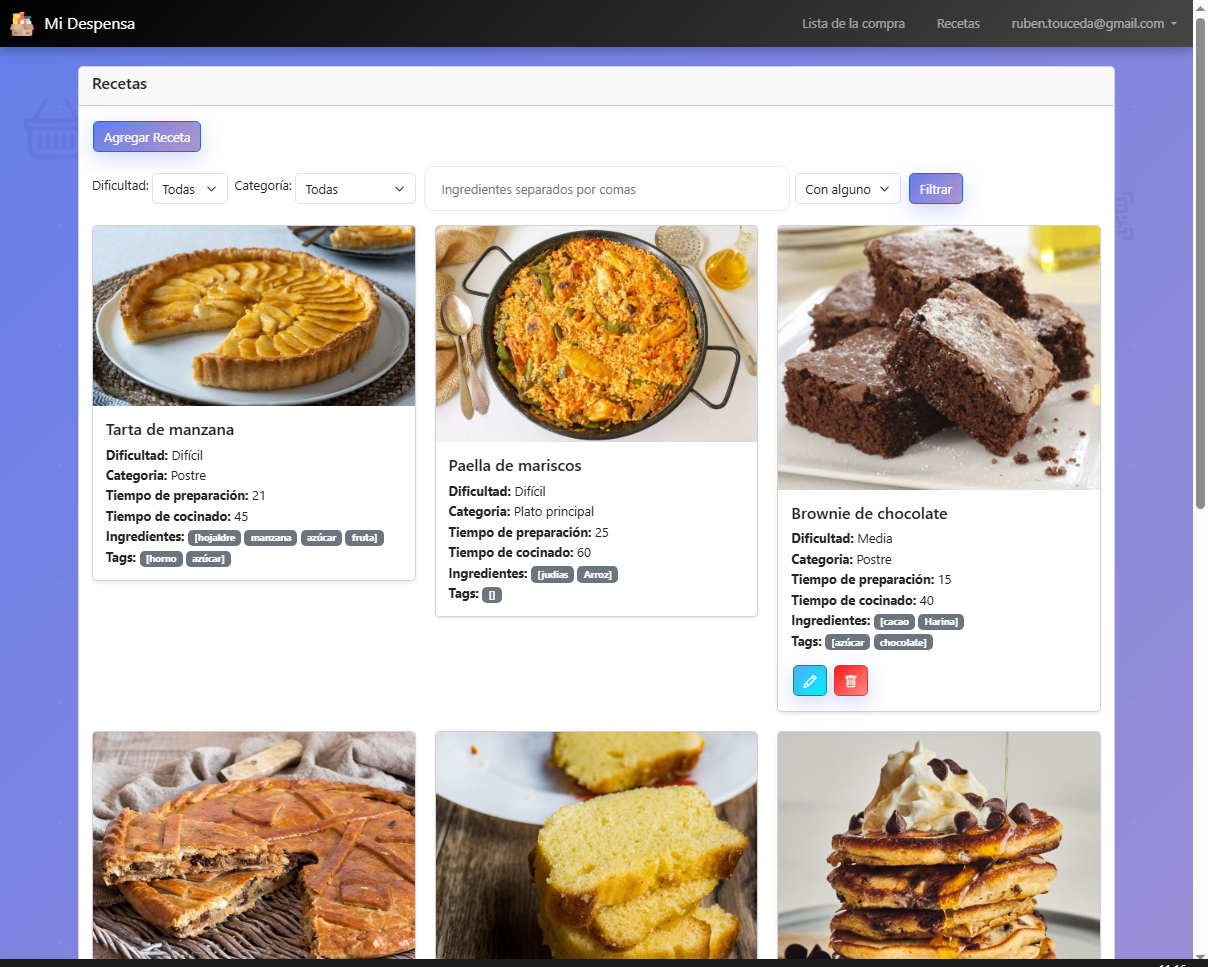 Mi Despensa
Lista de la compra Recetas ruben.touceda@gmail.com
Recetas
Agregar Receta
Dificultad: Todas Categoría: Todas Ingredientes separados por comas Con alguno Filtrar
Tarta de manzana
Dificultad: Difícil
Categoria: Postre
Tiempo de preparación: 21
Tiempo de cocinado: 45
Ingredientes: [hojaldre manzana azúcar fruta]
Tags: [horno azúcar]
Paella de mariscos
Dificultad: Difícil
Categoria: Plato principal
Tiempo de preparación: 25
Tiempo de cocinado: 60
Ingredientes: [judias Arroz]
Tags: []
Brownie de chocolate
Dificultad: Media
Categoria: Postre
Tiempo de preparación: 15
Tiempo de cocinado: 40
Ingredientes: [cacao Harina]
Tags: [azúcar chocolate]